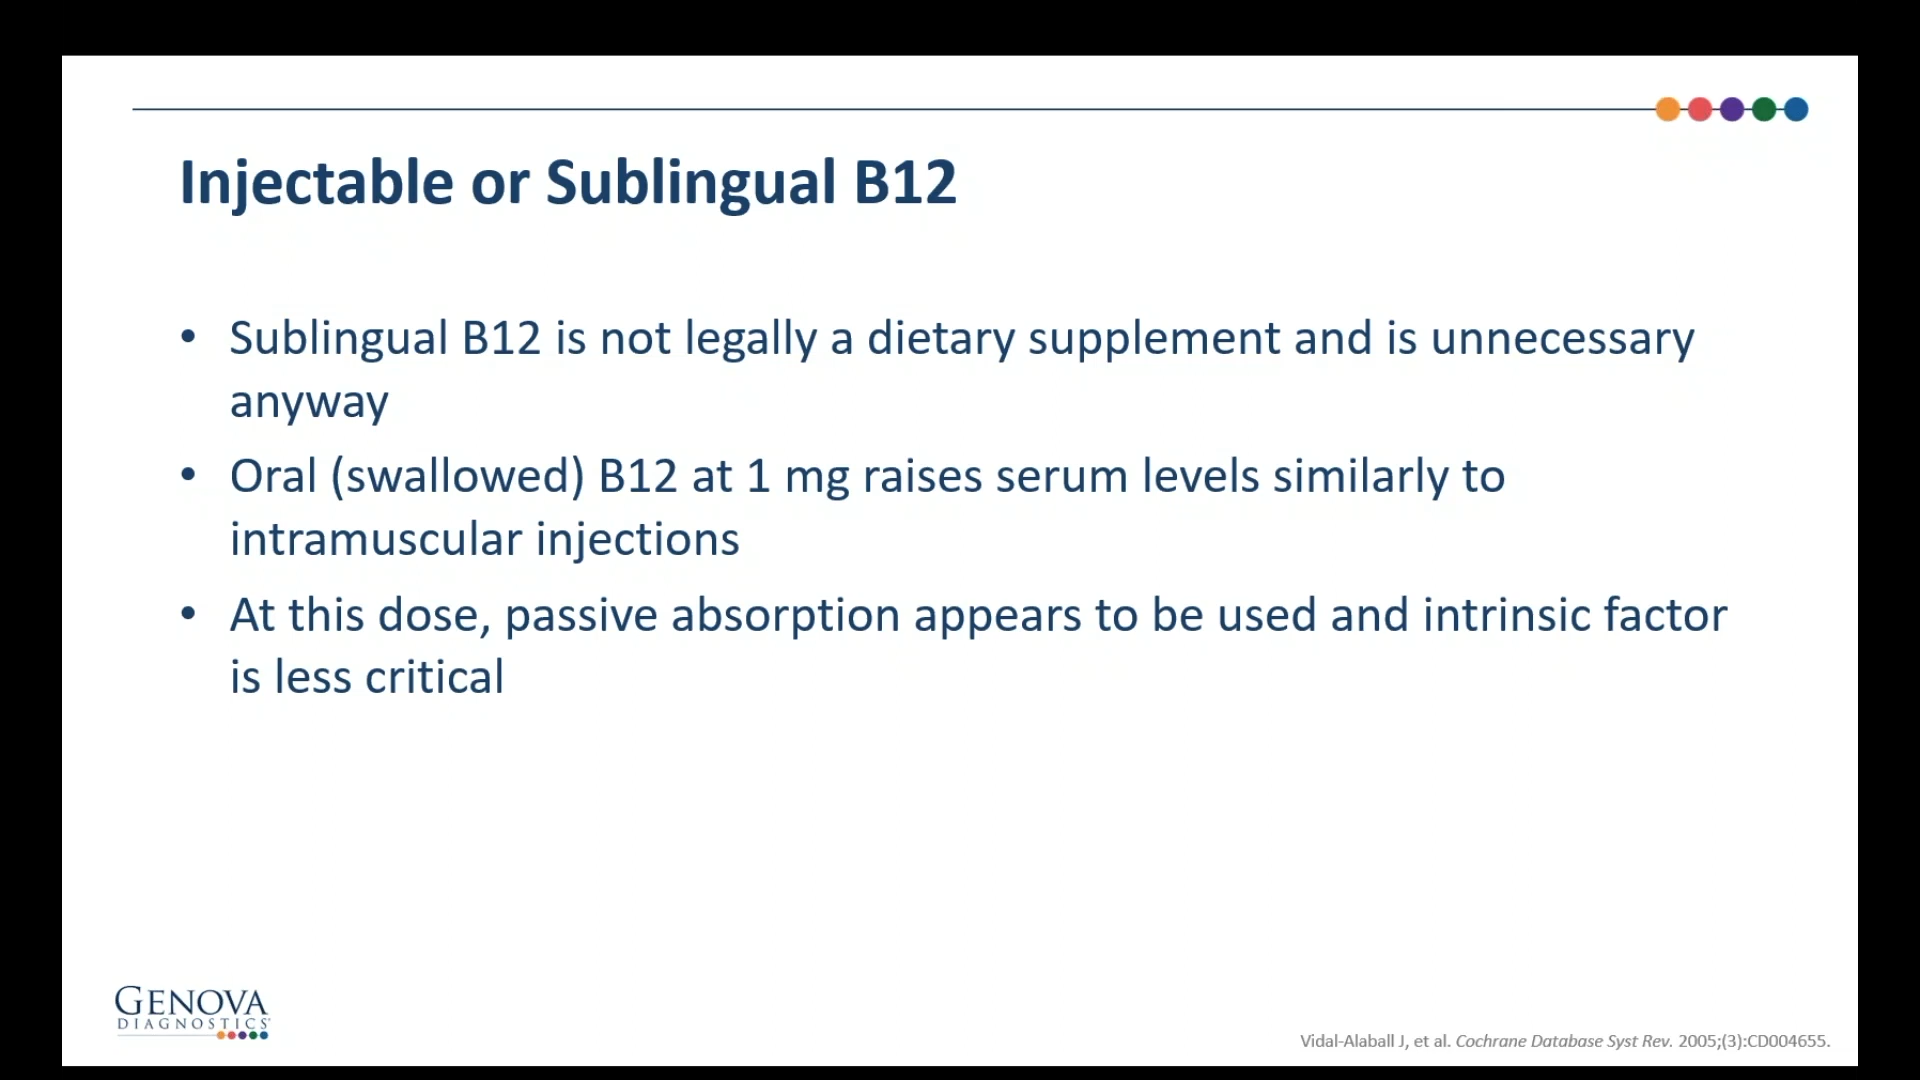 Injectable or Sublingual B12
• Sublingual B12 is not legally a dietary supplement and is unnecessary
anyway
• Oral (swallowed) B12 at 1 mg raises serum levels similarly to
intramuscular injections
• At this dose, passive absorption appears to be used and intrinsic factor
is less critical
GENOVA
DIAGNOSTICS
Vidal-Alaball J, et al. Cochrane Database Syst Rev. 2005;(3):CD004655.